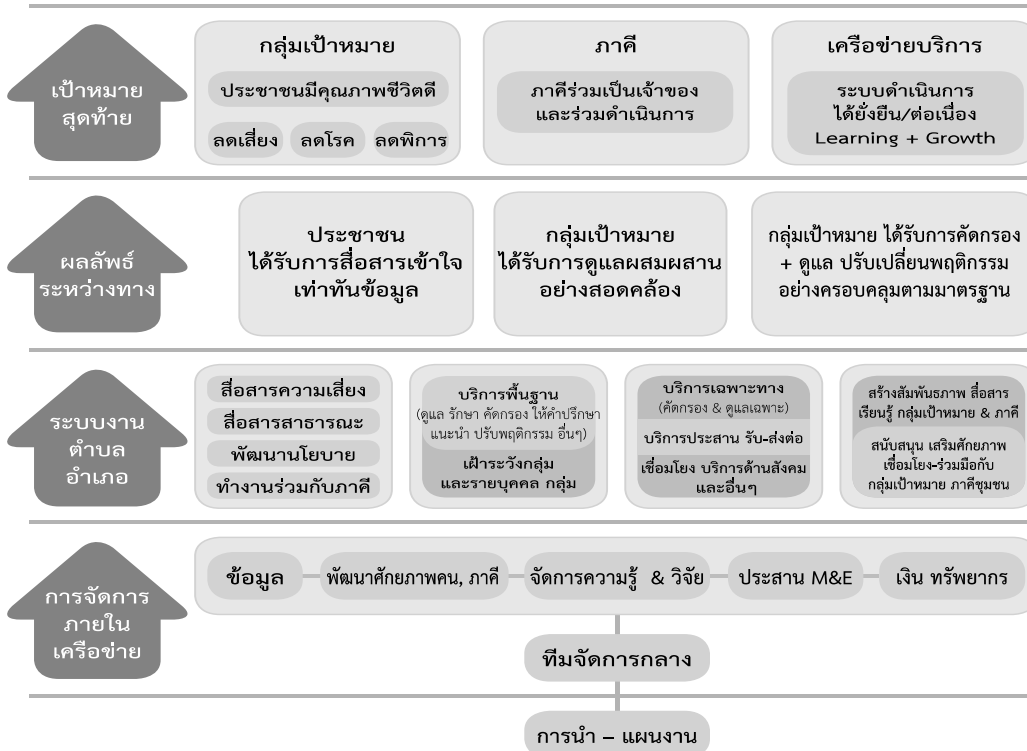 เป้าหมาย
สุดท้าย
กลุ่มเป้าหมาย
ประชาชนมีคุณภาพชีวิตดี
ลดเสี่ยง
ลดโรค
ลดพิการ
ภาคี
ภาคีร่วมเป็นเจ้าของ
และร่วมดำเนินการ
เครือข่ายบริการ
ระบบดำเนินการ
ได้ยั่งยืน/ต่อเนื่อง
Learning + Growth
ผลลัพธ์
ระหว่างทาง
ประชาชน
ได้รับการสื่อสารเข้าใจ
เท่าทันข้อมูล
กลุ่มเป้าหมาย
ได้รับการดูแลผสมผสาน
อย่างสอดคล้อง
กลุ่มเป้าหมาย ได้รับการคัดกรอง
+ ดูแล ปรับเปลี่ยนพฤติกรรม
อย่างครอบคลุมตามมาตรฐาน
ระบบงาน
ตำบล
อำเภอ
สื่อสารความเสี่ยง
สื่อสารสาธารณะ
พัฒนานโยบาย
ทำงานร่วมกับภาคี
บริการพื้นฐาน
(ดูแล รักษา คัดกรอง ให้คำปรึกษา
แนะนำ ปรับพฤติกรรม อื่นๆ)
เฝ้าระวังกลุ่ม
และรายบุคคล กลุ่ม
บริการเฉพาะทาง
(คัดกรอง & ดูแลเฉพาะ)
บริการประสาน รับ-ส่งต่อ
เชื่อมโยง บริการด้านสังคม
และอื่นๆ
สร้างสัมพันธภาพ สื่อสาร
เรียนรู้ กลุ่มเป้าหมาย & ภาคี
สนับสนุน เสริมศักยภาพ
เชื่อมโยง-ร่วมมือกับ
กลุ่มเป้าหมาย ภาคีชุมชน
การจัดการ
ภายใน
เครือข่าย
ข้อมูล
พัฒนาศักยภาพคน, ภาคี
จัดการความรู้ & วิจัย
ประสาน M&E
เงิน ทรัพยากร
ทีมจัดการกลาง
การนำ – แผนงาน